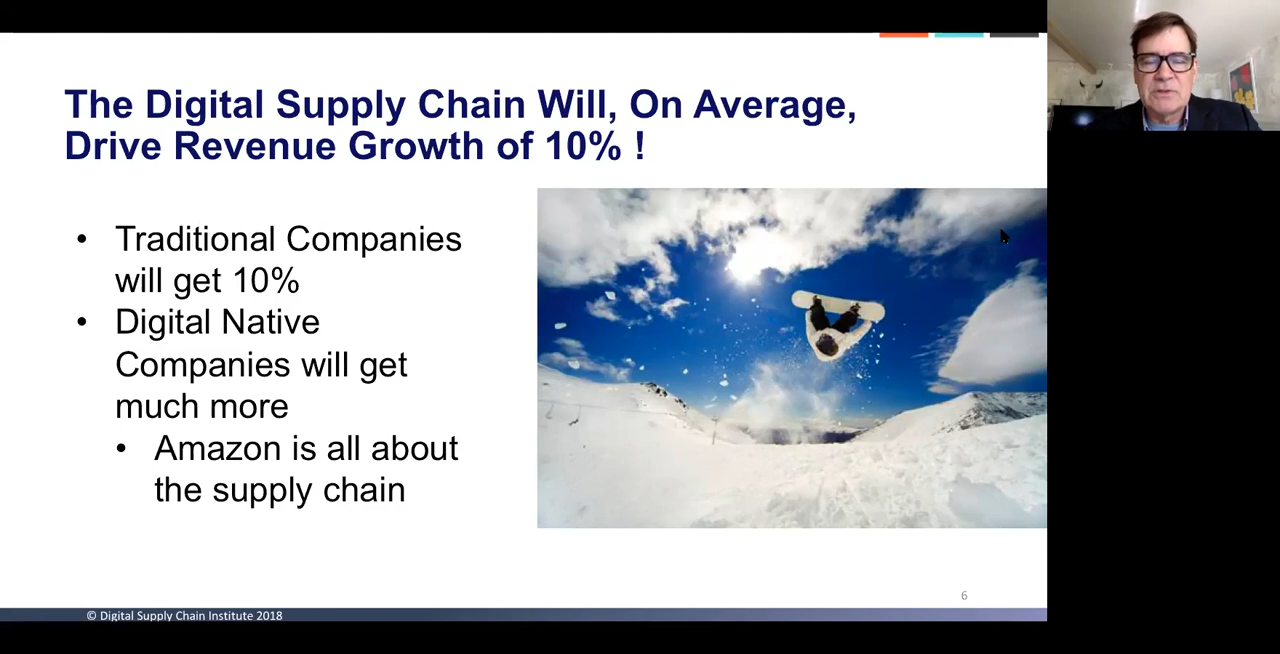 The Digital Supply Chain Will, On Average,
Drive Revenue Growth of 10% !
• Traditional Companies
will get 10%
• Digital Native
Companies will get
much more
• Amazon is all about
the supply chain
6
© Digital Supply Chain Institute 2018